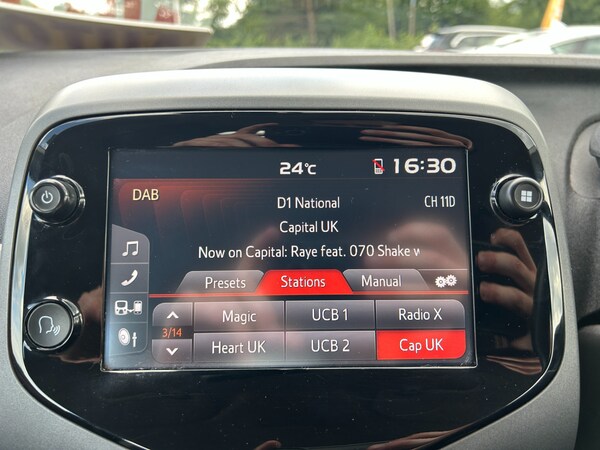 24°C 16:30
DAB D1 National CH 11D
Capital UK
Now on Capital: Raye feat. 070 Shake w
Presets Stations Manual
Magic UCB 1 Radio X
3/14
Heart UK UCB 2 Cap UK